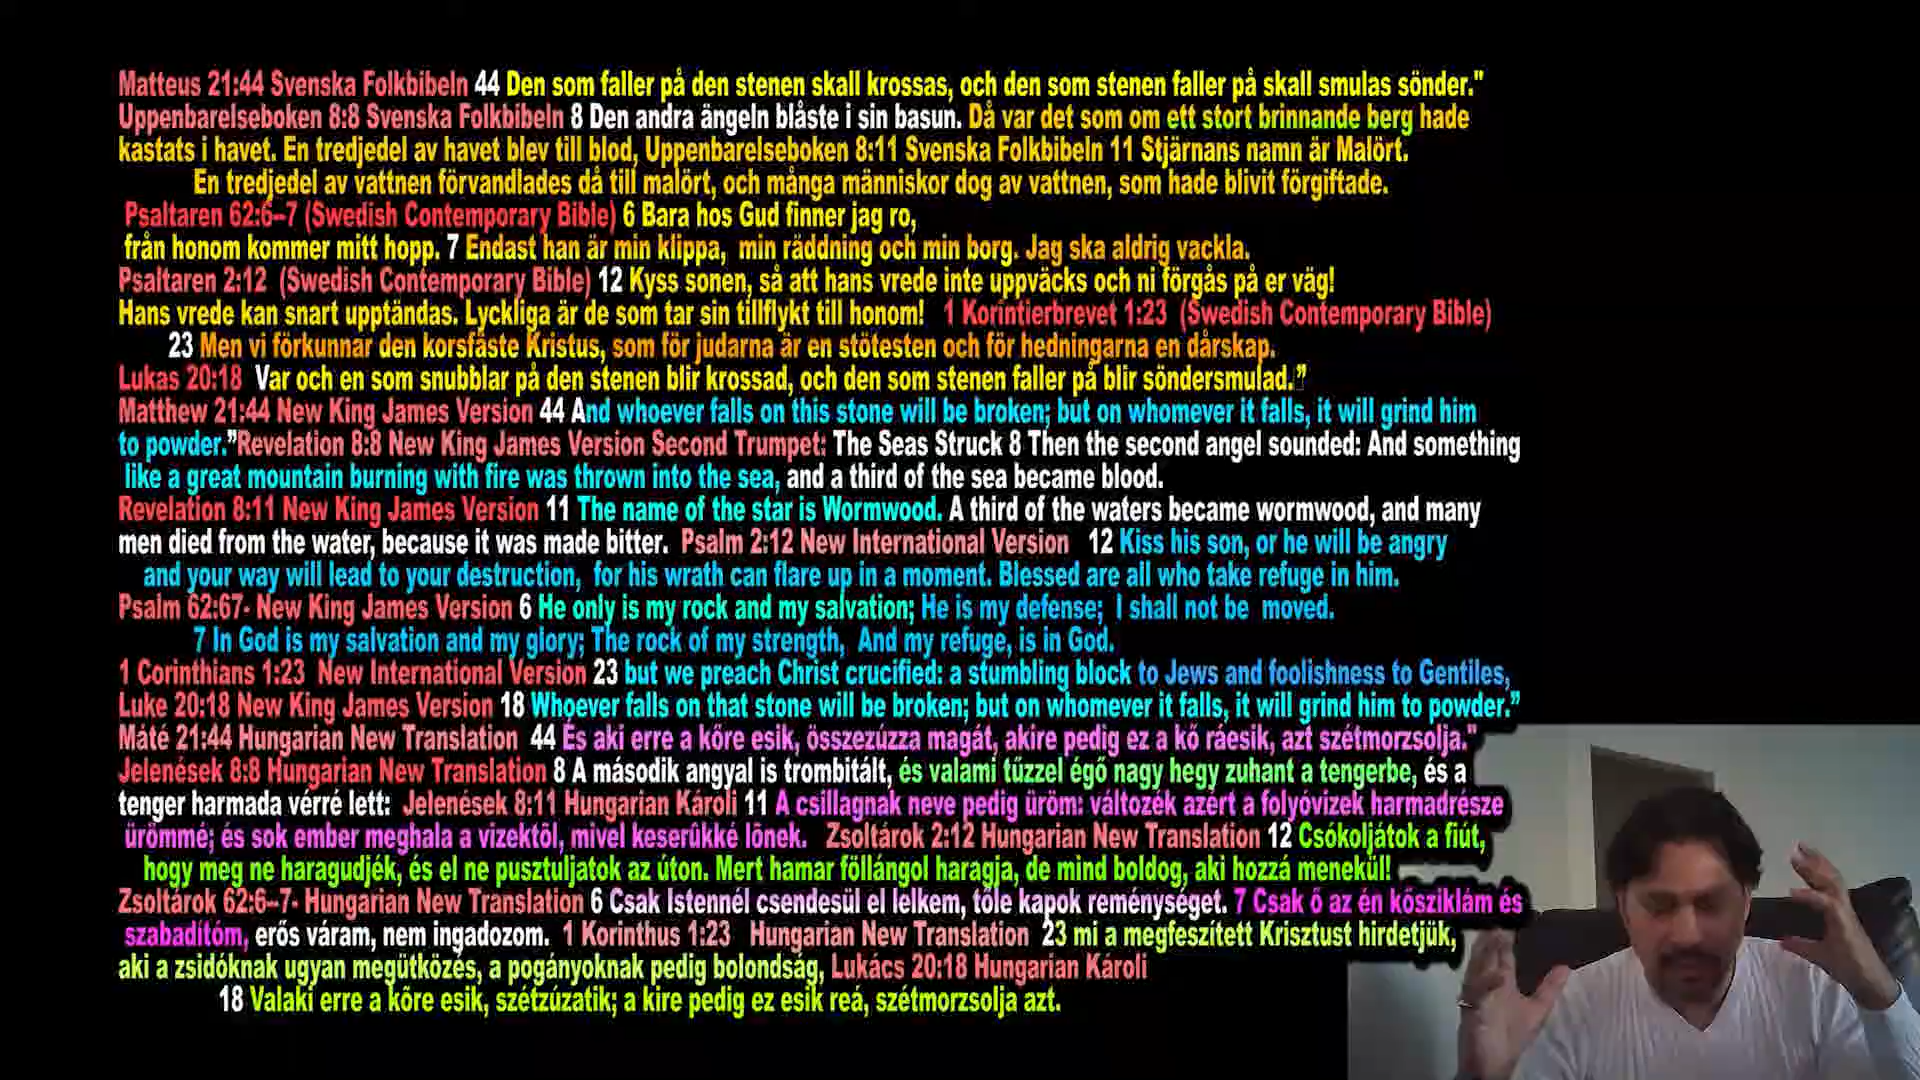 Matteus 21:44 Svenska Folkbibeln 44 Den som faller på den stenen skall krossas, och den som stenen faller på skall smulas sönder."
Uppenbarelseboken 8:8 Svenska Folkbibeln 8 Den andra ängeln blåste i sin basun. Då var det som om ett stort brinnande berg hade
kastats i havet. En tredjedel av havet blev till blod, Uppenbarelseboken 8:11 Svenska Folkbibeln 11 Stjärnans namn är Malört.
En tredjedel av vattnen förvandlades då till malört, och många människor dog av vattnen, som hade blivit förgiftade.
Psaltaren 62:6–7 (Swedish Contemporary Bible) 6 Bara hos Gud finner jag ro,
från honom kommer mitt hopp. 7 Endast han är min klippa, min räddning och min borg. Jag ska aldrig vackla.
Psaltaren 2:12 (Swedish Contemporary Bible) 12 Kyss sonen, så att hans vrede inte uppväcks och ni förgås på er väg!
Hans vrede kan snart upptändas. Lyckliga är de som tar sin tillflykt till honom! 1 Korintierbrevet 1:23 (Swedish Contemporary Bible)
23 Men vi förkunnar den korsfäste Kristus, som för judarna är en stötesten och för hedningarna en dårskap.
Lukas 20:18 Var och en som snubblar på den stenen blir krossad, och den som stenen faller på blir söndersmulad.”
Matthew 21:44 New King James Version 44 And whoever falls on this stone will be broken; but on whomever it falls, it will grind him
to powder.”Revelation 8:8 New King James Version Second Trumpet: The Seas Struck 8 Then the second angel sounded: And something
like a great mountain burning with fire was thrown into the sea, and a third of the sea became blood.
Revelation 8:11 New King James Version 11 The name of the star is Wormwood. A third of the waters became wormwood, and many
men died from the water, because it was made bitter. Psalm 2:12 New International Version 12 Kiss his son, or he will be angry
and your way will lead to your destruction, for his wrath can flare up in a moment. Blessed are all who take refuge in him.
Psalm 62:67- New King James Version 6 He only is my rock and my salvation; He is my defense; I shall not be moved.
7 In God is my salvation and my glory; The rock of my strength, And my refuge, is in God.
1 Corinthians 1:23 New International Version 23 but we preach Christ crucified: a stumbling block to Jews and foolishness to Gentiles,
Luke 20:18 New King James Version 18 Whoever falls on that stone will be broken; but on whomever it falls, it will grind him to powder.”
Máté 21:44 Hungarian New Translation 44 És aki erre a kőre esik, összezúzza magát, akire pedig ez a kő ráesik, azt szétmorzsolja."
Jelenések 8:8 Hungarian New Translation 8 A második angyal is trombitált, és valami tűzzel égő nagy hegy zuhant a tengerbe, és a
tenger harmada vérré lett: Jelenések 8:11 Hungarian Károli 11 A csillagnak neve pedig üröm: változék azért a folyóvizek harmadrésze
ürömmé; és sok ember meghala a vizektõl, mivel keserûkké lõnek. Zsoltárok 2:12 Hungarian New Translation 12 Csókoljátok a fiút,
hogy meg ne haragudjék, és el ne pusztuljatok az úton. Mert hamar föllángol haragja, de mind boldog, aki hozzá menekül!
Zsoltárok 62:6–7- Hungarian New Translation 6 Csak Istennél csendesül el lelkem, tőle kapok reménységet. 7 Csak ő az én kősziklám és
szabadítóm, erős váram, nem ingadozom. 1 Korinthus 1:23 Hungarian New Translation 23 mi a megfeszített Krisztust hirdetjük,
aki a zsidóknak ugyan megütközés, a pogányoknak pedig bolondság, Lukács 20:18 Hungarian Károli
18 Valaki erre a kõre esik, szétzúzatik; a kire pedig ez esik reá, szétmorzsolja azt.